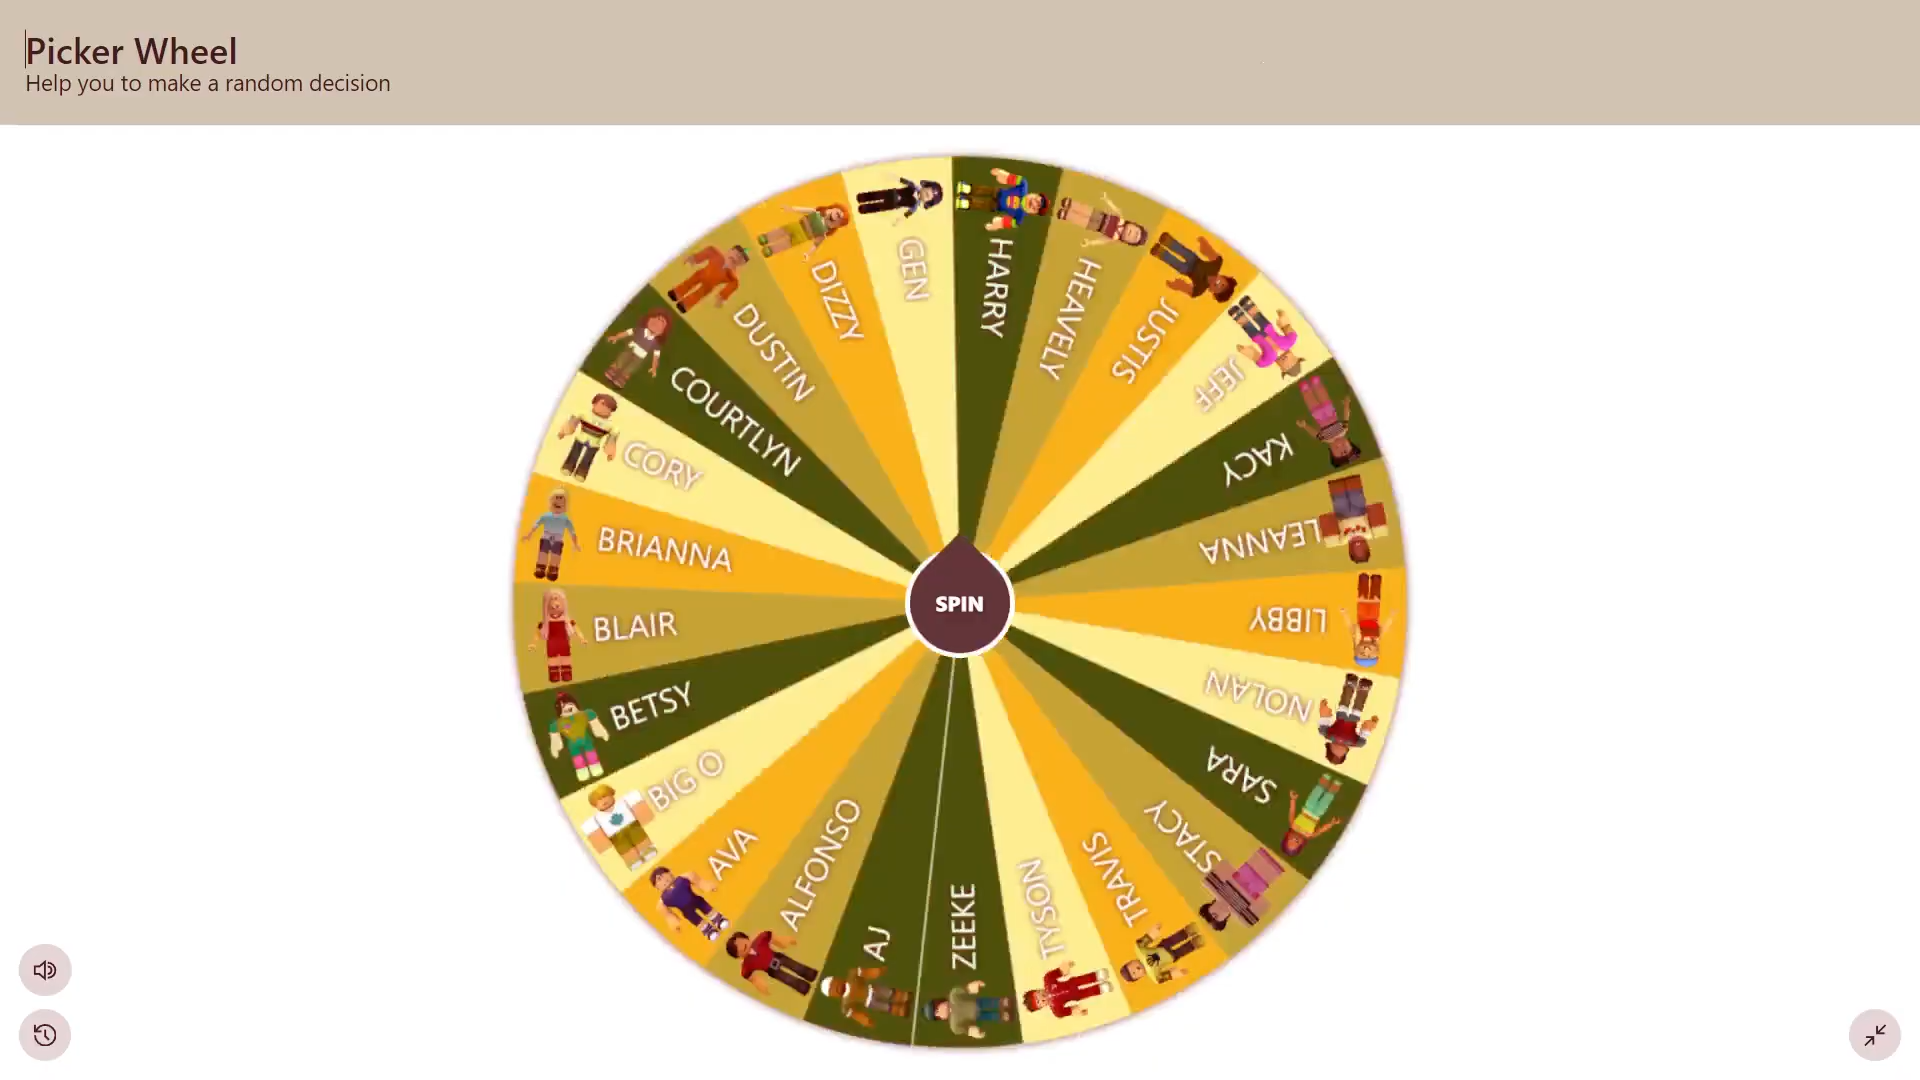 Picker Wheel
Help you to make a random decision
HARRY
HEAVELY
JUSTIS
JEFF
KACY
LEANNA
LIBBY
NOLAN
SARA
STACY
TRAVIS
TYSON
ZEEKE
AJ
ALFONSO
AVA
BIG O
BETSY
BLAIR
BRIANNA
CORY
COURTLYN
DUSTIN
DIZZY
GEN
SPIN